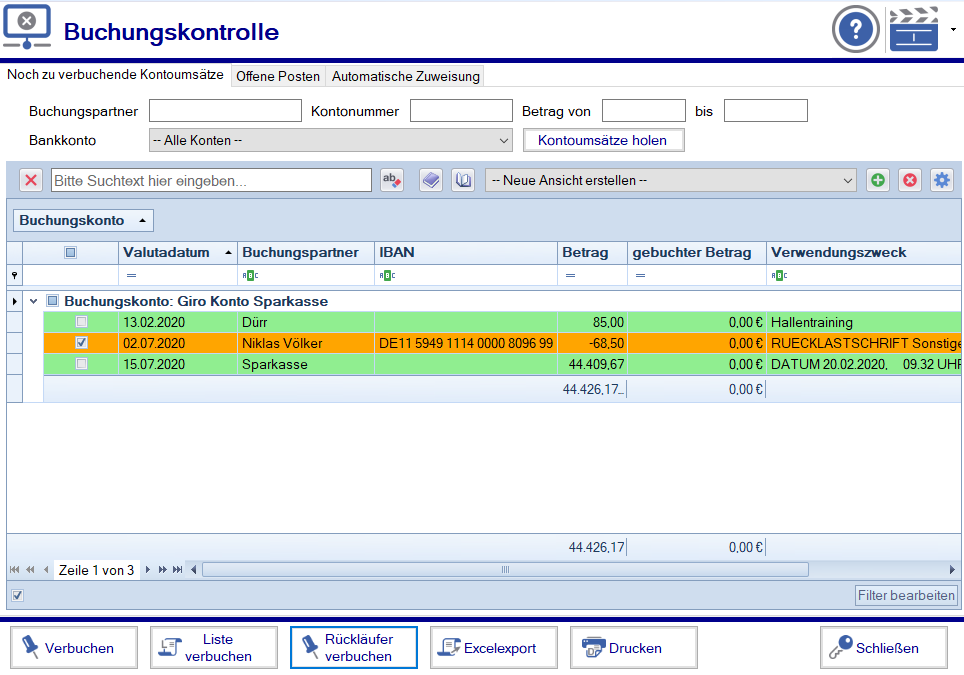 Buchungskontrolle
?
Noch zu verbuchende Kontoumsätze Offene Posten Automatische Zuweisung
Buchungspartner Kontonummer Betrag von bis
Bankkonto -- Alle Konten -- Kontoumsätze holen
Bitte Suchtext hier eingeben... ab -- Neue Ansicht erstellen --
Buchungskonto
Valutadatum Buchungspartner IBAN Betrag gebuchter Betrag Verwendungszweck
= ABC ABC = = ABC
Buchungskonto: Giro Konto Sparkasse
13.02.2020 Dürr 85,00 0,00 € Hallentraining
02.07.2020 Niklas Völker DE11 5949 1114 0000 8096 99 -68,50 0,00 € RUECKLASTSCHRIFT Sonstige
15.07.2020 Sparkasse 44.409,67 0,00 € DATUM 20.02.2020, 09.32 UHR
44.426,17... 0,00 €
44.426,17 0,00 €
Zeile 1 von 3
Filter bearbeiten
Verbuchen Liste verbuchen Rückläufer verbuchen Excelexport Drucken Schließen